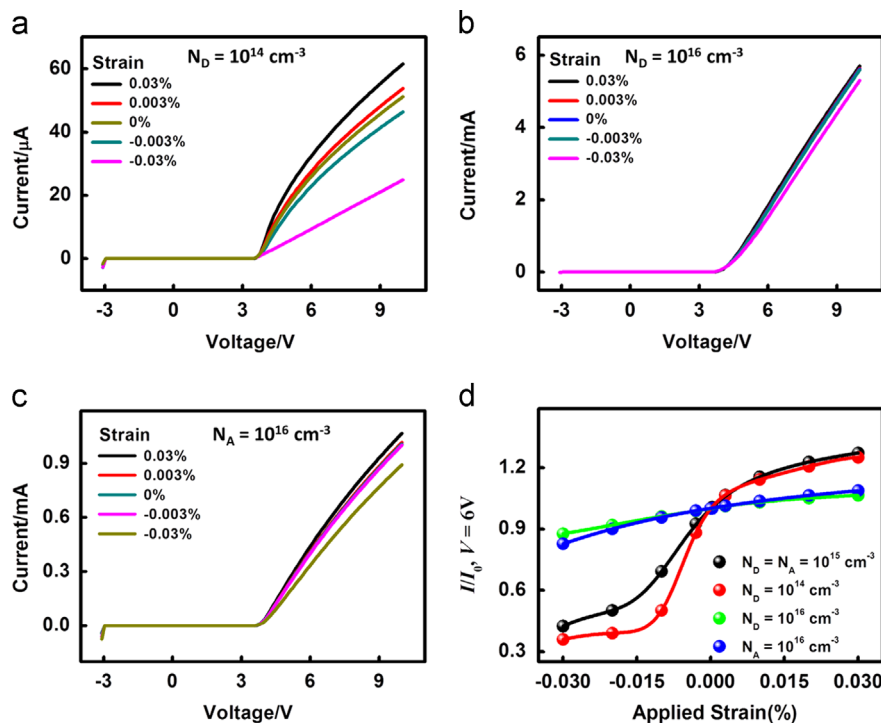 a
N_D = 10^14 cm^-3
Strain
0.03%
0.003%
0%
-0.003%
-0.03%
60
40
20
0
Current/μA
-3 0 3 6 9
Voltage/V
b
N_D = 10^16 cm^-3
Strain
0.03%
0.003%
0%
-0.003%
-0.03%
6
4
2
0
Current/mA
-3 0 3 6 9
Voltage/V
c
N_A = 10^16 cm^-3
Strain
0.03%
0.003%
0%
-0.003%
-0.03%
0.9
0.6
0.3
0.0
Current/mA
-3 0 3 6 9
Voltage/V
d
1.2
0.9
0.6
0.3
I/I_0, V = 6V
N_D = N_A = 10^15 cm^-3
N_D = 10^14 cm^-3
N_D = 10^16 cm^-3
N_A = 10^16 cm^-3
-0.030 -0.015 0.000 0.015 0.030
Applied Strain(%)